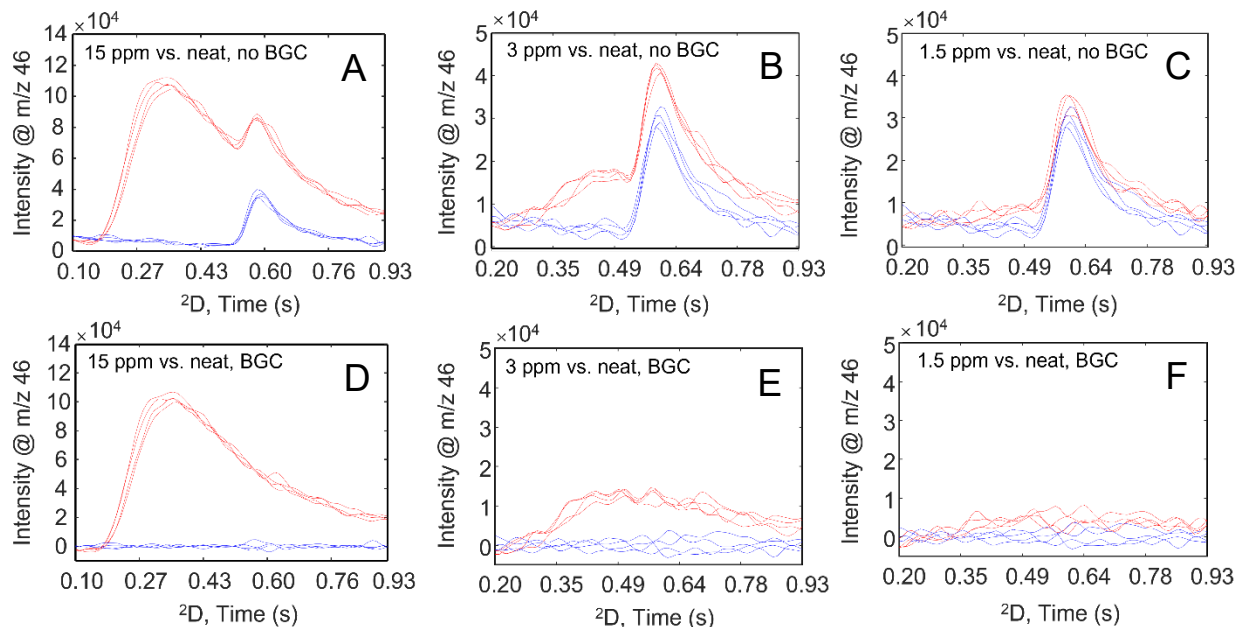 ×10⁴
14
12
10
8
6
4
2
0
Intensity @ m/z 46
15 ppm vs. neat, no BGC
A
0.10 0.27 0.43 0.60 0.76 0.93
²D, Time (s)
×10⁴
5
4
3
2
1
0
Intensity @ m/z 46
3 ppm vs. neat, no BGC
B
0.20 0.35 0.49 0.64 0.78 0.93
²D, Time (s)
×10⁴
5
4
3
2
1
0
Intensity @ m/z 46
1.5 ppm vs. neat, no BGC
C
0.20 0.35 0.49 0.64 0.78 0.93
²D, Time (s)
×10⁴
14
12
10
8
6
4
2
0
Intensity @ m/z 46
15 ppm vs. neat, BGC
D
0.10 0.27 0.43 0.60 0.76 0.93
²D, Time (s)
×10⁴
5
4
3
2
1
0
Intensity @ m/z 46
3 ppm vs. neat, BGC
E
0.20 0.35 0.49 0.64 0.78 0.93
²D, Time (s)
×10⁴
5
4
3
2
1
0
Intensity @ m/z 46
1.5 ppm vs. neat, BGC
F
0.20 0.35 0.49 0.64 0.78 0.93
²D, Time (s)